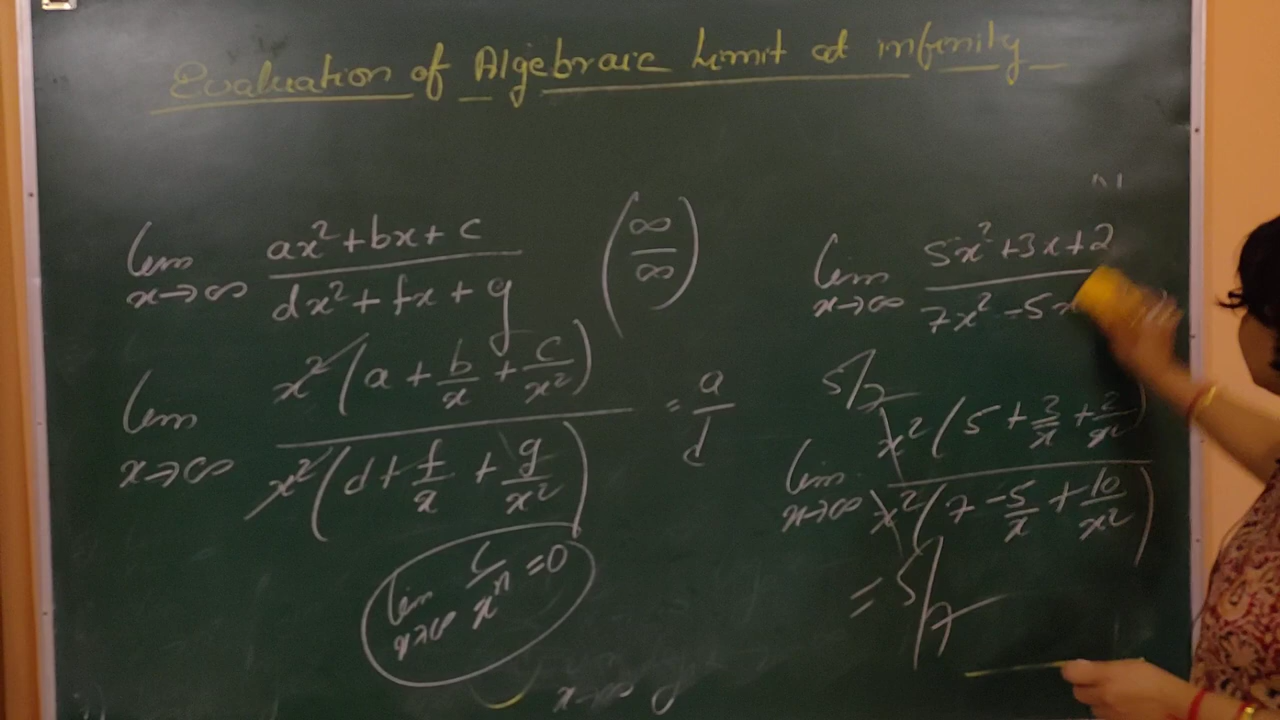 Evaluation of Algebraic Limit at infinity
lim x→∞ (ax² + bx + c) / (dx² + fx + g) (∞/∞)
lim x→∞ x²(a + b/x + c/x²) / x²(d + f/x + g/x²) = a/d
lim x→∞ c/xⁿ = 0
x→∞
lim x→∞ (5x² + 3x + 2) / (7x² - 5x
5/7
lim x→∞ x²(5 + 3/x + 2/x²) / x²(7 - 5/x + 10/x²)
= 5/7